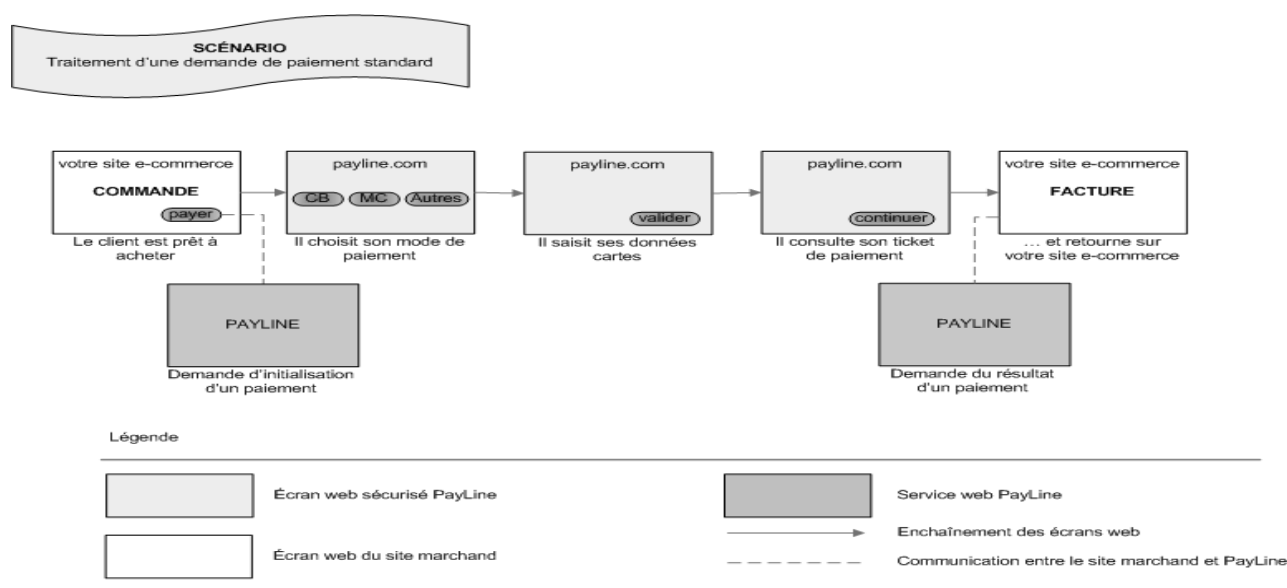 SCÉNARIO
Traitement d'une demande de paiement standard
votre site e-commerce
COMMANDE
payer
Le client est prêt à
acheter
payline.com
CB MC Autres
Il choisit son mode de
paiement
payline.com
valider
Il saisit ses données
cartes
payline.com
continuer
Il consulte son ticket
de paiement
votre site e-commerce
FACTURE
… et retourne sur
votre site e-commerce
PAYLINE
Demande d'initialisation
d'un paiement
PAYLINE
Demande du résultat
d'un paiement
Légende
Écran web sécurisé PayLine
Écran web du site marchand
Service web PayLine
Enchaînement des écrans web
Communication entre le site marchand et PayLine